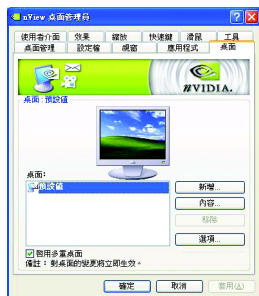 nView 桌面管理員
使用者介面 效果 縮放 快速鍵 滑鼠 工具
桌面管理 設定檔 視窗 應用程式 桌面
NVIDIA.
桌面: 預設值
桌面:
預設值
新增...
內容...
移除
選項...
啓用多重桌面
備註: 對桌面的變更將立即生效。
確定 取消 套用(A)